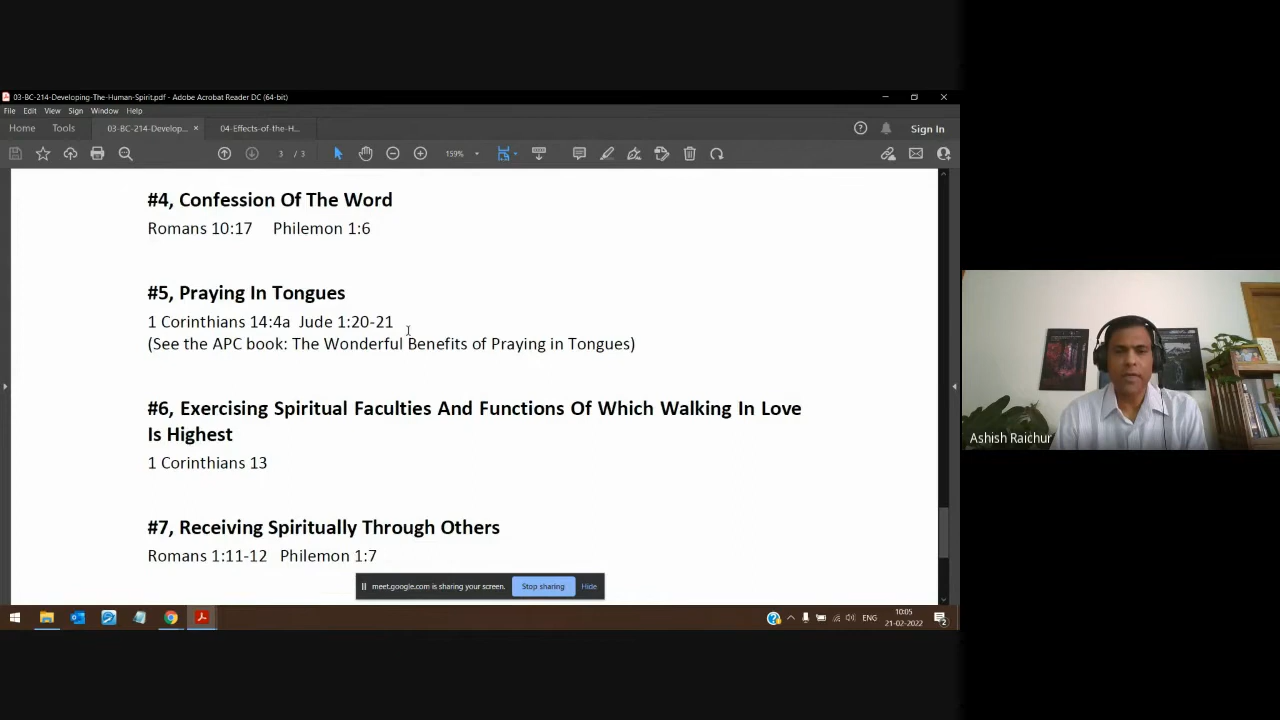 03-BC-214-Developing-The-Human-Spirit.pdf - Adobe Acrobat Reader DC (64-bit)
File Edit View Sign Window Help
Home Tools 03-BC-214-Develop... × 04-Effects-of-the-H... Sign In
3 / 3 159%
#4, Confession Of The Word
Romans 10:17 Philemon 1:6
#5, Praying In Tongues
1 Corinthians 14:4a Jude 1:20-21
(See the APC book: The Wonderful Benefits of Praying in Tongues)
#6, Exercising Spiritual Faculties And Functions Of Which Walking In Love
Is Highest
1 Corinthians 13
#7, Receiving Spiritually Through Others
Romans 1:11-12 Philemon 1:7
meet.google.com is sharing your screen. Stop sharing Hide
ENG
10:05
21-02-2022
2
Ashish Raichur